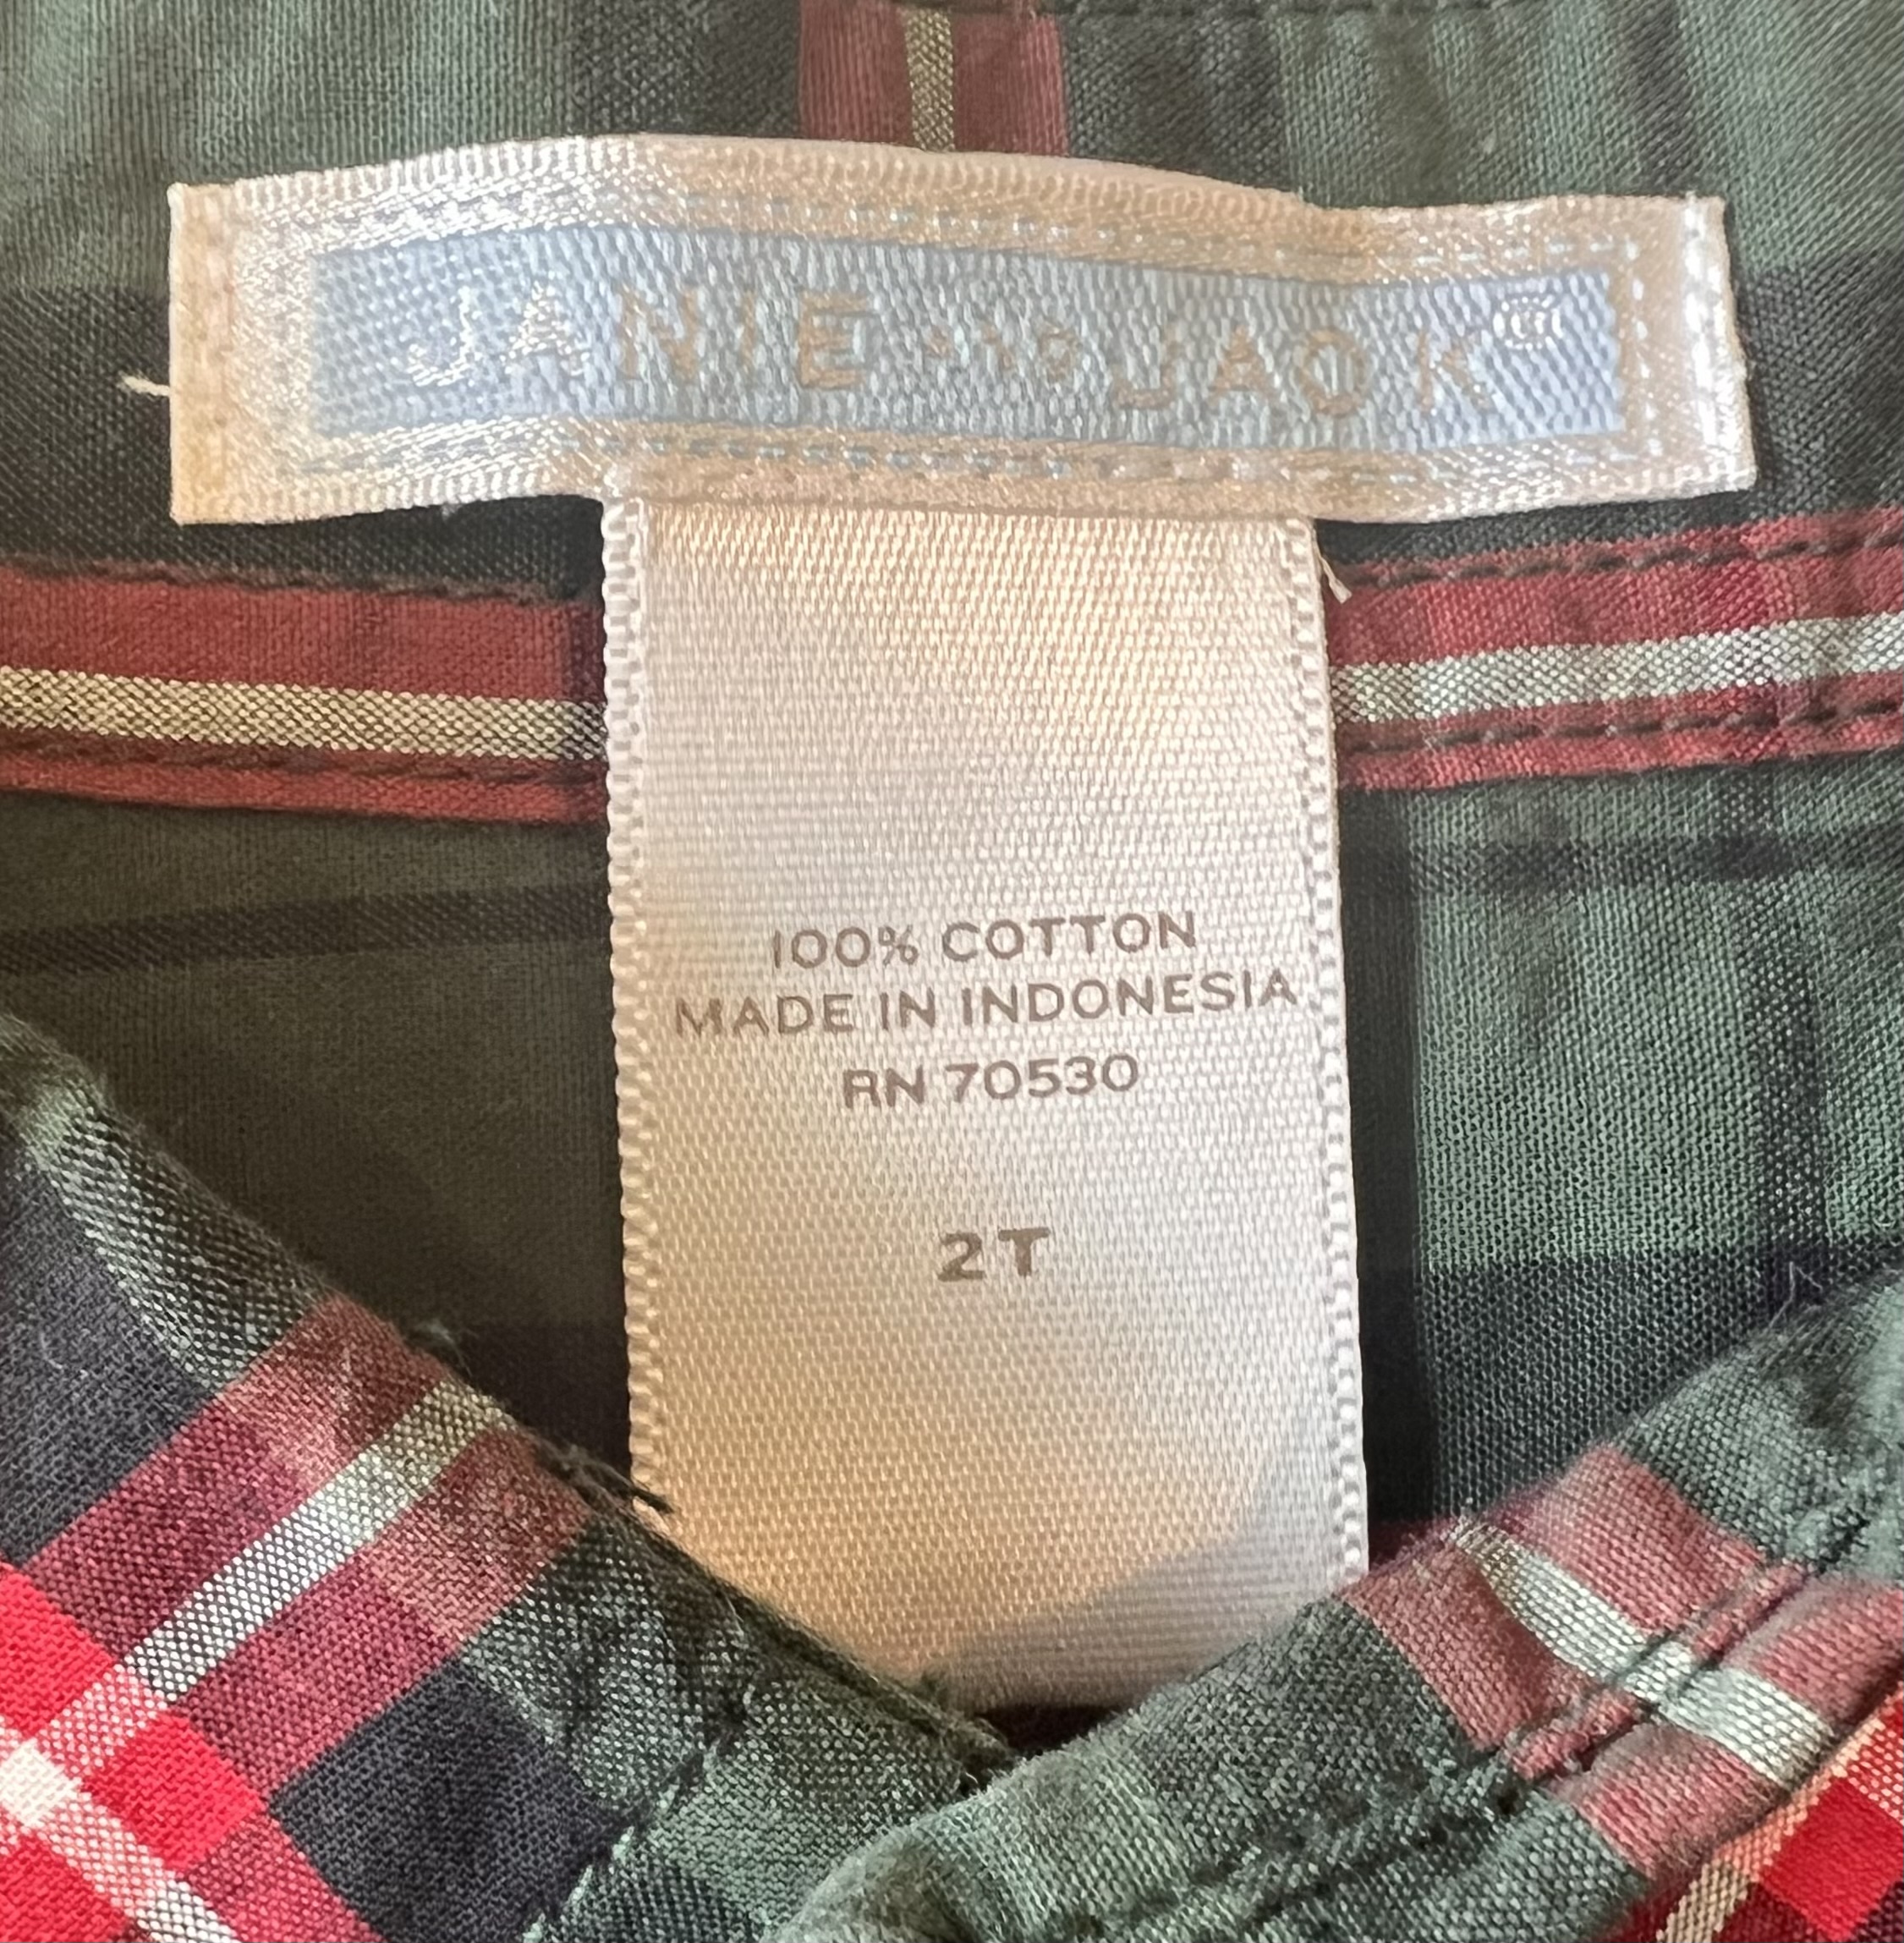 JANIE AND JACK®
100% COTTON
MADE IN INDONESIA
RN 70530
2T